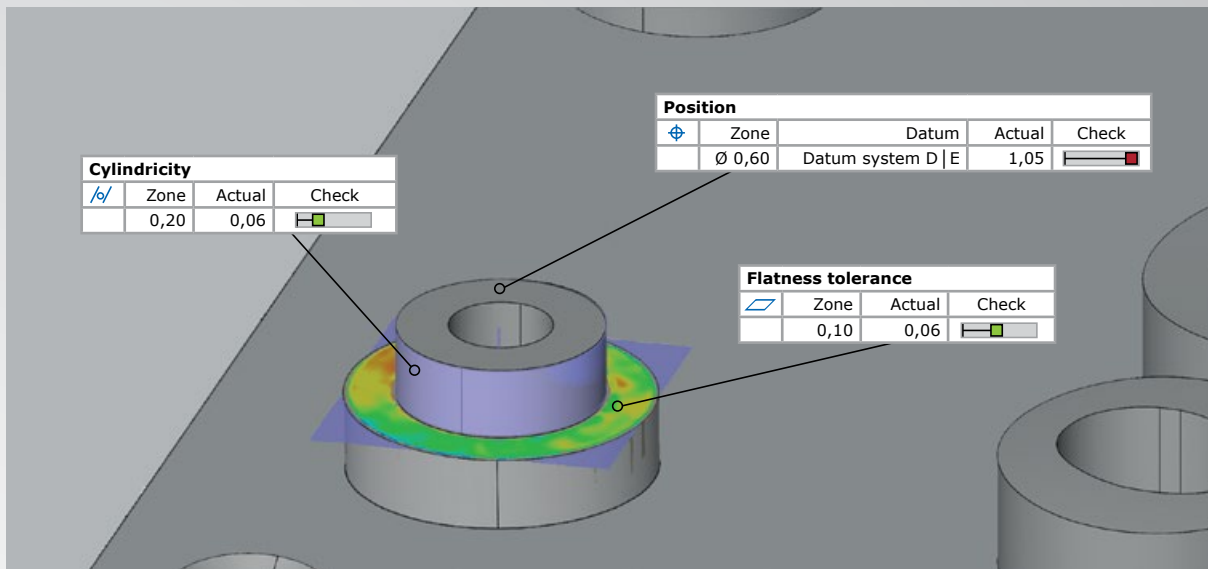 Position
Zone Datum Actual Check
Ø 0,60 Datum system D|E 1,05
Cylindricity
Zone Actual Check
0,20 0,06
Flatness tolerance
Zone Actual Check
0,10 0,06